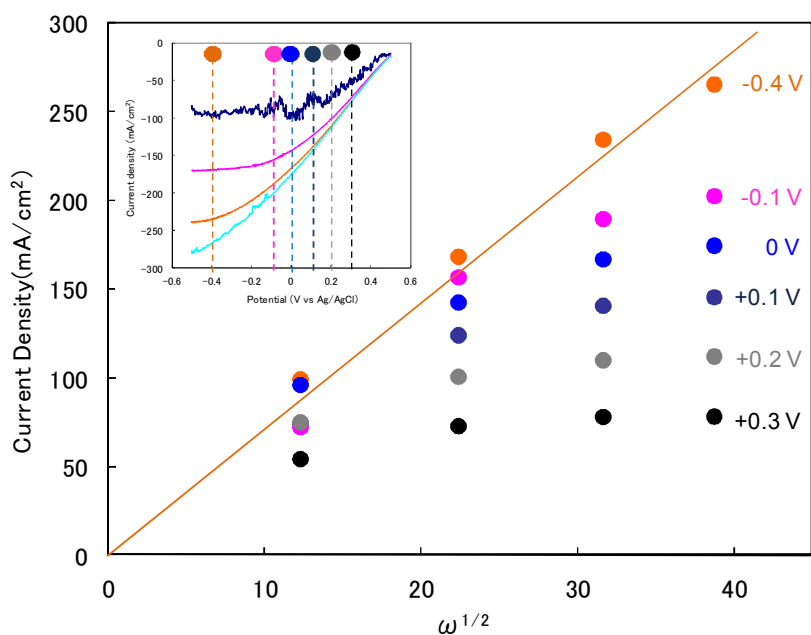 300
250
200
150
100
50
0
0
10
20
30
40
Current Density(mA/cm²)
ω^1/2
-0.4 V
-0.1 V
0 V
+0.1 V
+0.2 V
+0.3 V
0
-50
-100
-150
-200
-250
-300
-0.6
-0.4
-0.2
0.0
0.2
0.4
0.6
Current density (mA/cm²)
Potential (V vs Ag/AgCl)